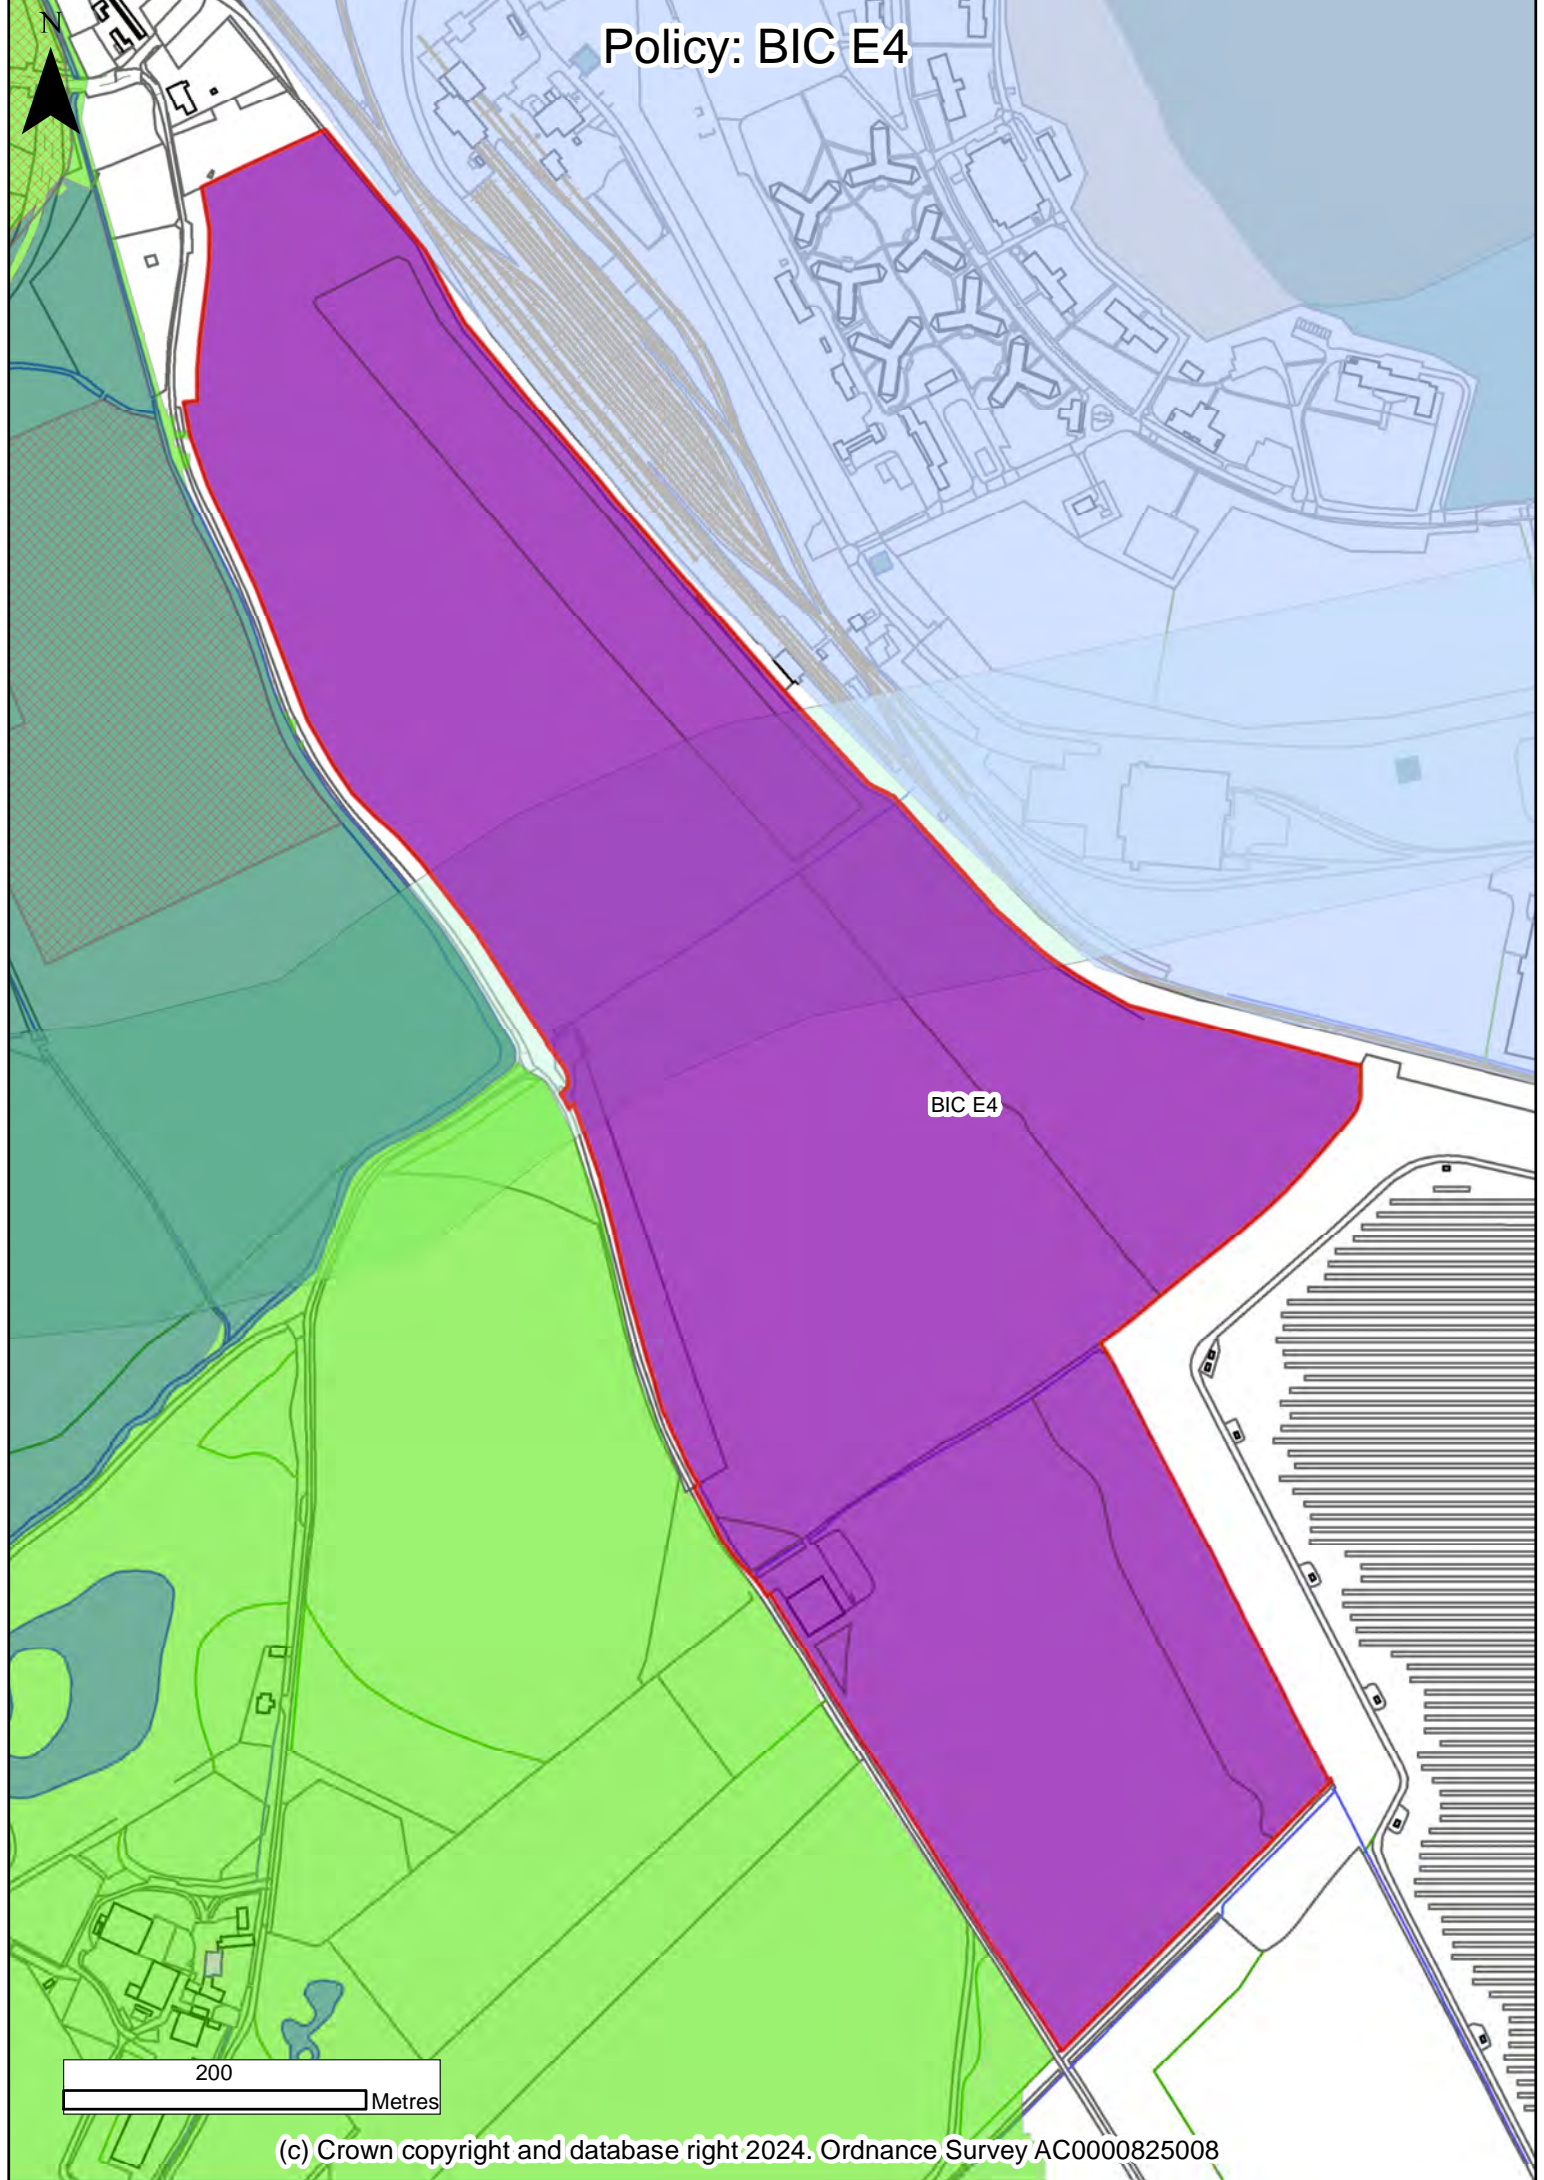 N
Policy: BIC E4
BIC E4
200
Metres
(c) Crown copyright and database right 2024. Ordnance Survey AC0000825008